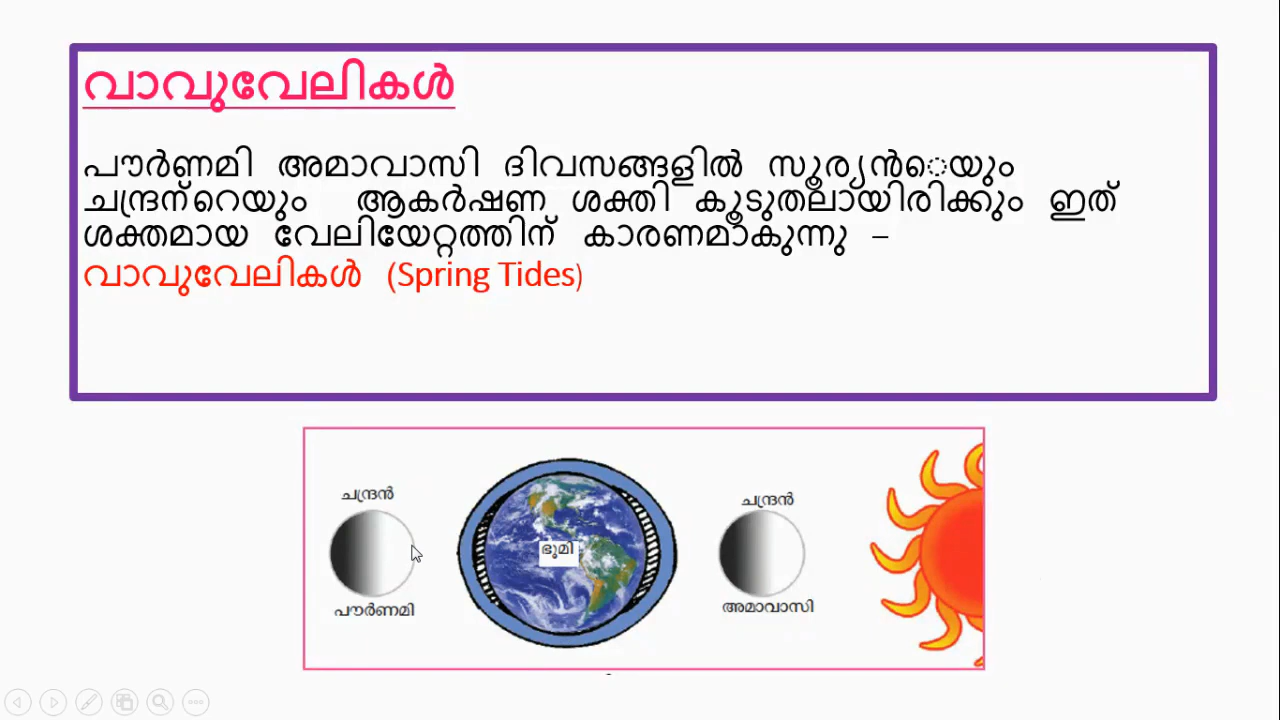 വാവുവേലികൾ
പൗർണമി അമാവാസി ദിവസങ്ങളിൽ സൂര്യൻെയും
ചന്ദ്രന്റെയും ആകർഷണ ശക്തി കൂടുതലായിരിക്കും ഇത്
ശക്തമായ വേലിയേറ്റത്തിന് കാരണമാകുന്നു –
വാവുവേലികൾ (Spring Tides)
ചന്ദ്രൻ
ചന്ദ്രൻ
ഭൂമി
പൗർണമി
അമാവാസി